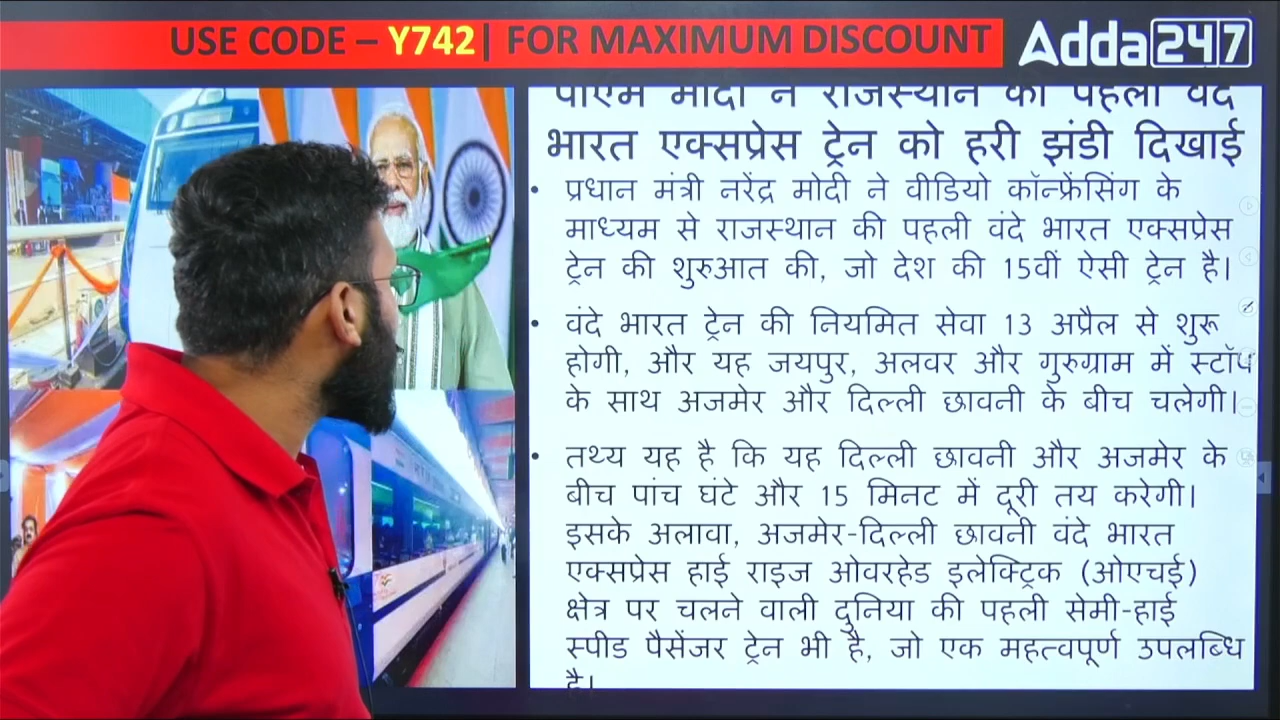 USE CODE – Y742 | FOR MAXIMUM DISCOUNT
Adda247
पीएम मोदी ने राजस्थान की पहली वंदे
भारत एक्सप्रेस ट्रेन को हरी झंडी दिखाई
• प्रधान मंत्री नरेंद्र मोदी ने वीडियो कॉन्फ्रेंसिंग के
माध्यम से राजस्थान की पहली वंदे भारत एक्सप्रेस
ट्रेन की शुरुआत की, जो देश की 15वीं ऐसी ट्रेन है।
• वंदे भारत ट्रेन की नियमित सेवा 13 अप्रैल से शुरू
होगी, और यह जयपुर, अलवर और गुरुग्राम में स्टॉप
के साथ अजमेर और दिल्ली छावनी के बीच चलेगी।
• तथ्य यह है कि यह दिल्ली छावनी और अजमेर के
बीच पांच घंटे और 15 मिनट में दूरी तय करेगी।
इसके अलावा, अजमेर-दिल्ली छावनी वंदे भारत
एक्सप्रेस हाई राइज ओवरहेड इलेक्ट्रिक (ओएचई)
क्षेत्र पर चलने वाली दुनिया की पहली सेमी-हाई
स्पीड पैसेंजर ट्रेन भी है, जो एक महत्वपूर्ण उपलब्धि
है।